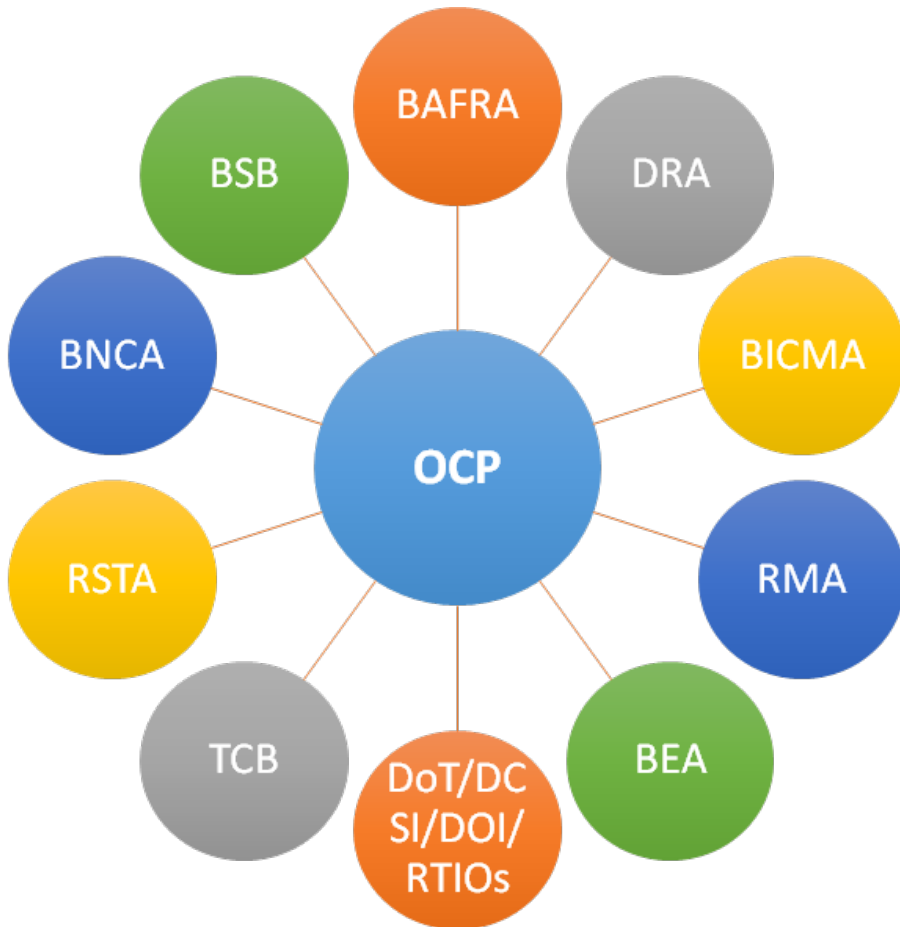 BAFRA
DRA
BICMA
RMA
BEA
DoT/DC
SI/DOI/
RTIOs
TCB
RSTA
BNCA
BSB
OCP